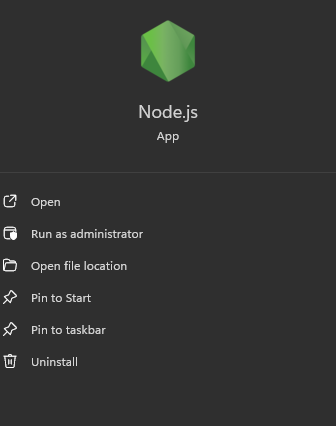 Node.js
App
Open
Run as administrator
Open file location
Pin to Start
Pin to taskbar
Uninstall